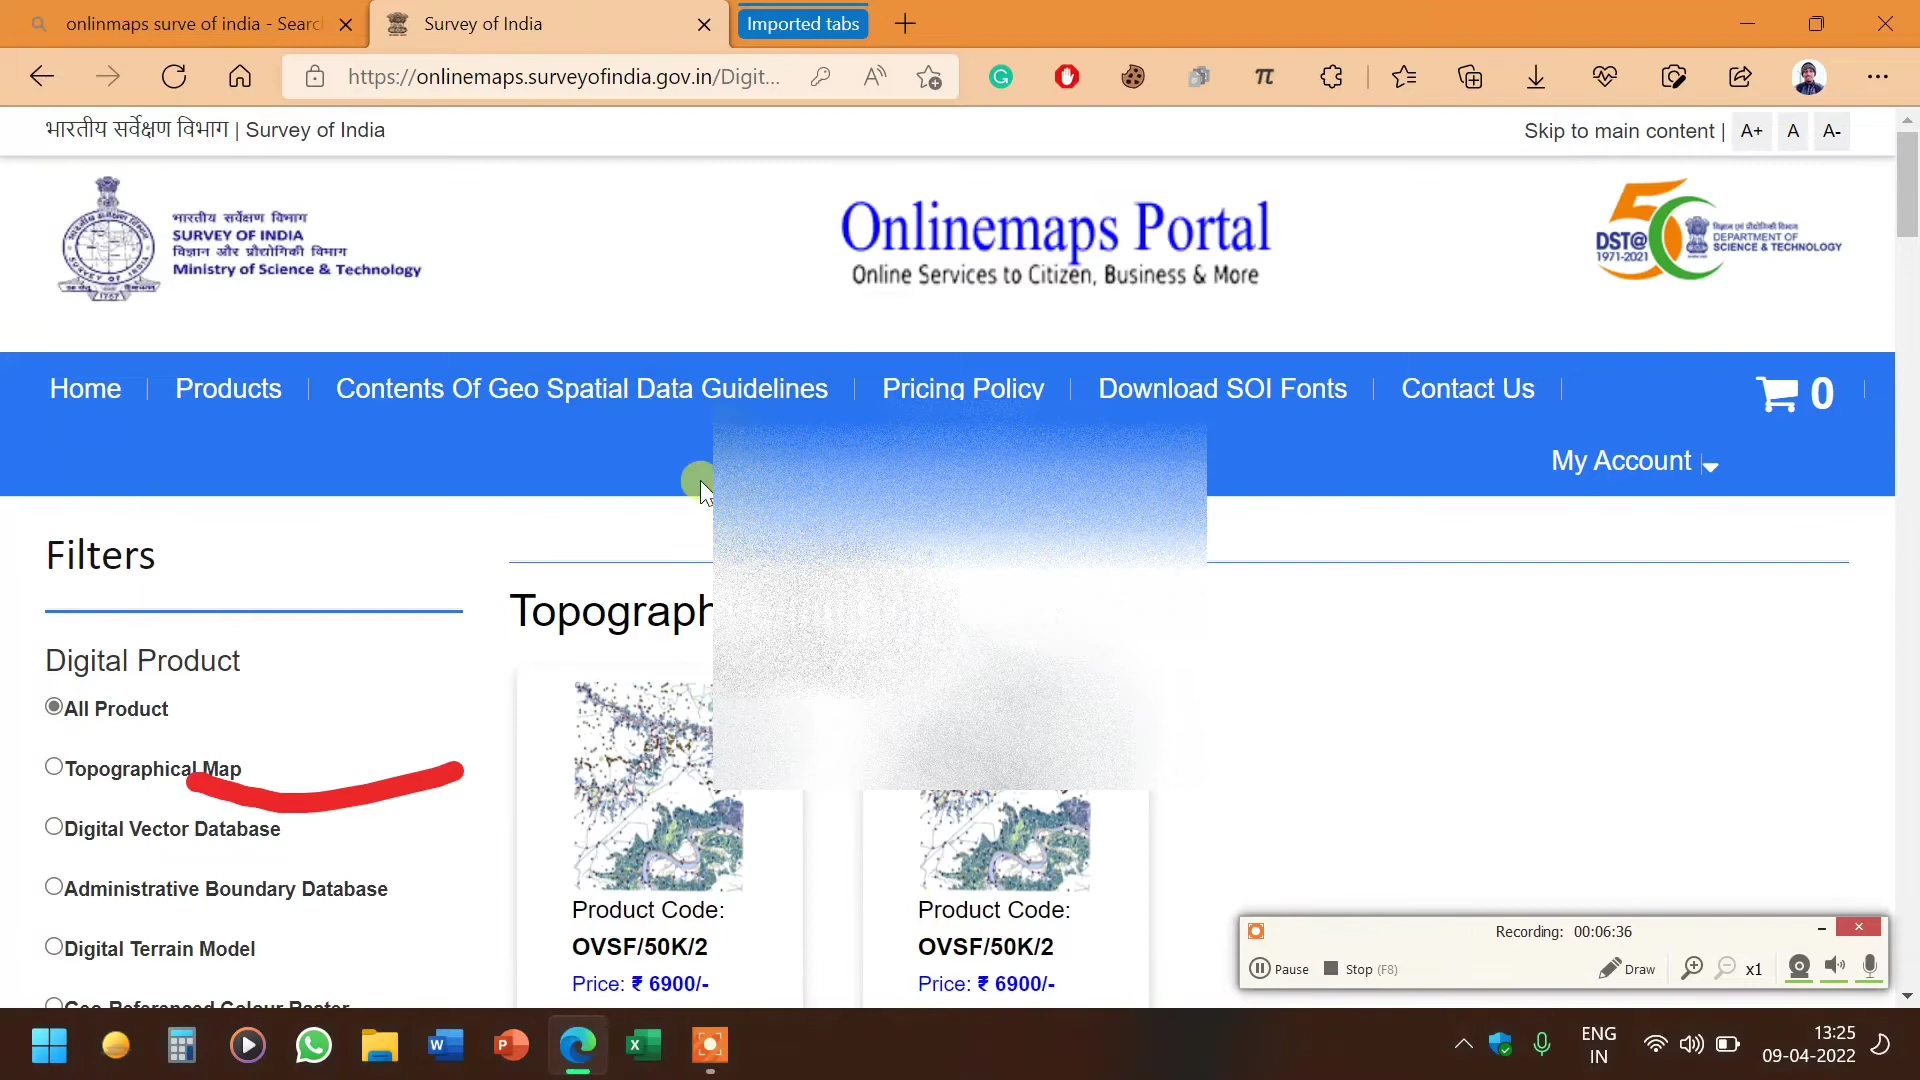 onlinmaps surve of india - Searc
Survey of India
Imported tabs
https://onlinemaps.surveyofindia.gov.in/Digit...
भारतीय सर्वेक्षण विभाग | Survey of India
Skip to main content | A+ A A-
भारतीय सर्वेक्षण विभाग
SURVEY OF INDIA
विज्ञान और प्रौद्योगिकी विभाग
Ministry of Science & Technology
Onlinemaps Portal
Online Services to Citizen, Business & More
50
DST@
1971-2021
विज्ञान एवं प्रौद्योगिकी विभाग
DEPARTMENT OF
SCIENCE & TECHNOLOGY
Home
Products
Contents Of Geo Spatial Data Guidelines
Pricing Policy
Download SOI Fonts
Contact Us
0
My Account
Filters
Digital Product
All Product
Topographical Map
Digital Vector Database
Administrative Boundary Database
Digital Terrain Model
Geo Referenced Colour Raster
Topograph
Product Code:
OVSF/50K/2
Price: ₹ 6900/-
Product Code:
OVSF/50K/2
Price: ₹ 6900/-
Recording: 00:06:36
Pause
Stop (F8)
Draw
x1
ENG
IN
13:25
09-04-2022